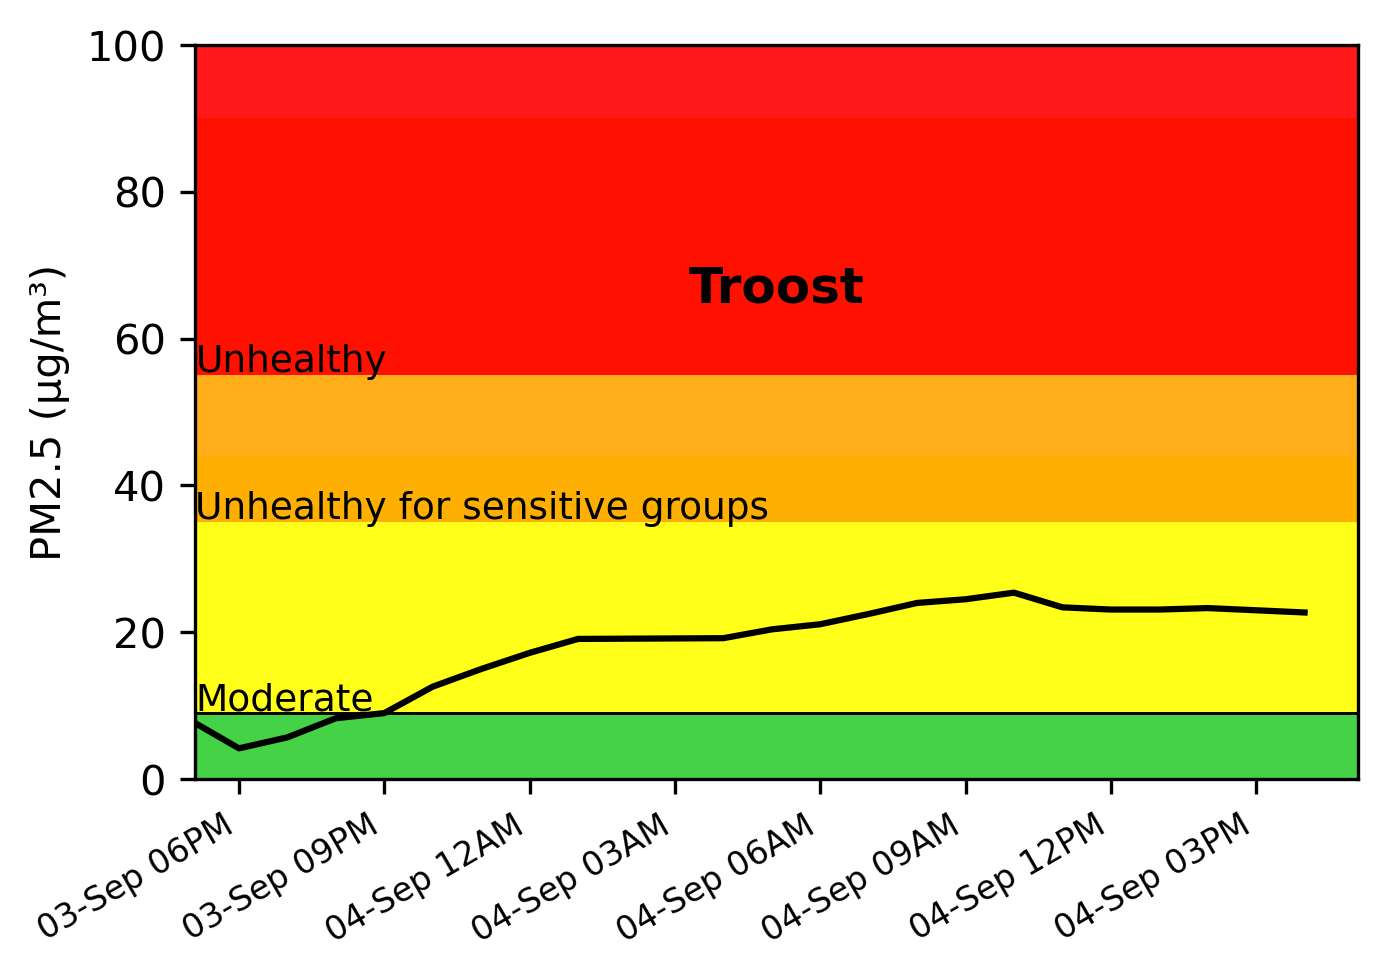 100
80
60
40
20
0
PM2.5 (µg/m³)
Troost
Unhealthy
Unhealthy for sensitive groups
Moderate
03-Sep 06PM
03-Sep 09PM
04-Sep 12AM
04-Sep 03AM
04-Sep 06AM
04-Sep 09AM
04-Sep 12PM
04-Sep 03PM